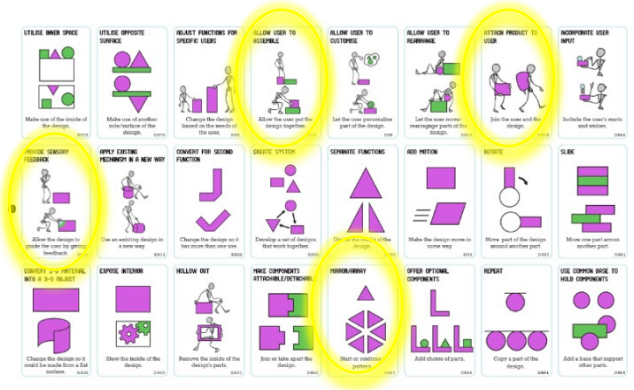 UTILISE INNER SPACE
Make use of the inside of
the design.
UTILISE OPPOSITE
SURFACE
Make use of another
side/surface of the
design.
ADJUST FUNCTIONS FOR
SPECIFIC USERS
Change the design
based on the needs of
the user.
ALLOW USER TO
ASSEMBLE
Allow the user put the
design together.
ALLOW USER TO
CUSTOMISE
Let the user personalise
part of the design.
ALLOW USER TO
REARRANGE
Let the user move
rearrange parts of the
design.
ATTACH PRODUCT TO
USER
Join the user and the
design.
INCORPORATE USER
INPUT
Include the user's wants
and
PROVIDE SENSORY
FEEDBACK
Allow the design to
guide the user by giving
feedback.
APPLY EXISTING
MECHANISM IN A NEW WAY
Use an existing design in
a new way.
CONVERT FOR SECOND
FUNCTION
Change the design so it
has more than one use.
CREATE SYSTEM
Develop a set of designs
that work together.
SEPARATE FUNCTIONS
of the
design.
ADD MOTION
Make the design move
in some way.
ROTATE
Move part of the design
around another part.
SLIDE
Move one part across
another part.
CONVERT 2-D MATERIAL
INTO A 3-D OBJECT
Change the design so it
could be made from a flat
surface.
EXPOSE INTERIOR
Show the inside of the
design.
HOLLOW OUT
Remove the inside of the
design's parts.
MAKE COMPONENTS
ATTACHABLE/DETACHABLE
Join or take apart the
design.
MIRROR/ARRAY
Start or continue
pattern.
OFFER OPTIONAL
COMPONENTS
Add choices of parts.
REPEAT
Copy a part of the
design.
USE COMMON BASE TO
HOLD COMPONENTS
Add a base that support
other parts.